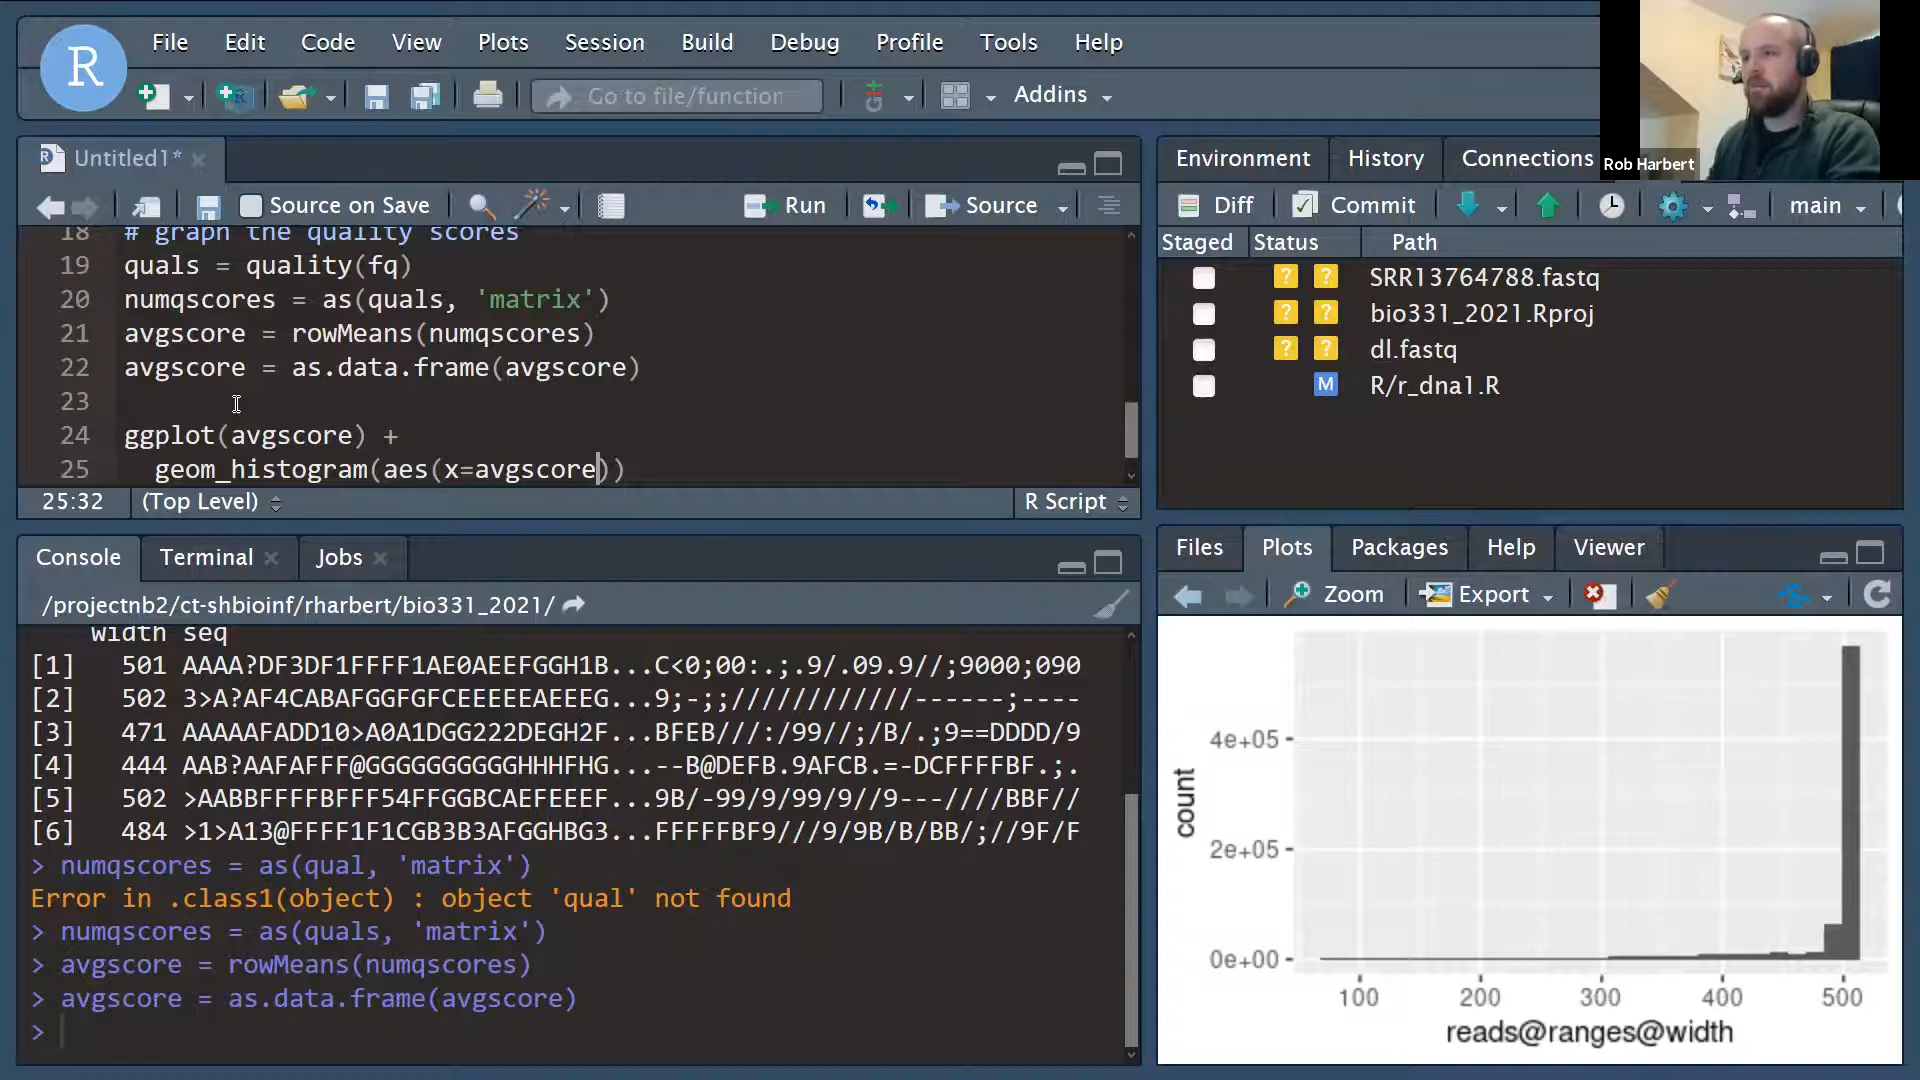 R
File Edit Code View Plots Session Build Debug Profile Tools Help
Go to file/function
Addins
Rob Harbert
Untitled1*
Source on Save
Run
Source
18 # graph the quality scores
19 quals = quality(fq)
20 numqscores = as(quals, 'matrix')
21 avgscore = rowMeans(numqscores)
22 avgscore = as.data.frame(avgscore)
23
24 ggplot(avgscore) +
25 geom_histogram(aes(x=avgscore))
25:32 (Top Level) R Script
Console Terminal Jobs
/projectnb2/ct-shbioinf/rharbert/bio331_2021/
width seq
[1] 501 AAAA?DF3DF1FFFF1AE0AEEFGGH1B...C<0;00:.;.9/.09.9//;9000;090
[2] 502 3>A?AF4CABAFGGFGFCEEEEEAEEEG...9;-;;////////////------;----
[3] 471 AAAAAFADD10>A0A1DGG222DEGH2F...BFEB///:/99//;/B/.;9==DDDD/9
[4] 444 AAB?AAFAFFF@GGGGGGGGGGHHHFHG...--B@DEFB.9AFCB.=-DCFFFFBF.;.
[5] 502 >AABBFFFFBFFF54FFGGBCAEFEEEF...9B/-99/9/99/9//9---////BBF//
[6] 484 >1>A13@FFFF1F1CGB3B3AFGGHBG3...FFFFFBF9///9/9B/B/BB/;//9F/F
> numqscores = as(qual, 'matrix')
Error in .class1(object) : object 'qual' not found
> numqscores = as(quals, 'matrix')
> avgscore = rowMeans(numqscores)
> avgscore = as.data.frame(avgscore)
>
Environment History Connections
Diff Commit main
Staged Status Path
? ? SRR13764788.fastq
? ? bio331_2021.Rproj
? ? dl.fastq
M R/r_dna1.R
Files Plots Packages Help Viewer
Zoom Export
count
4e+05
2e+05
0e+00
100 200 300 400 500
reads@ranges@width